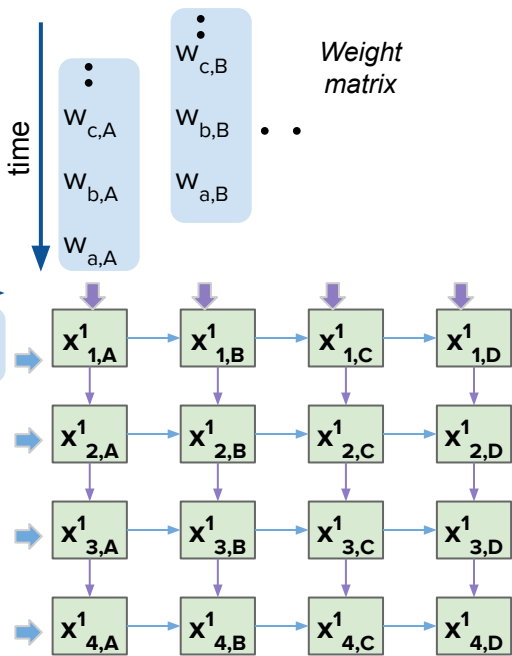 Weight
matrix
time
w_c,A
w_b,A
w_a,A
w_c,B
w_b,B
w_a,B
x^1_1,A x^1_1,B x^1_1,C x^1_1,D
x^1_2,A x^1_2,B x^1_2,C x^1_2,D
x^1_3,A x^1_3,B x^1_3,C x^1_3,D
x^1_4,A x^1_4,B x^1_4,C x^1_4,D